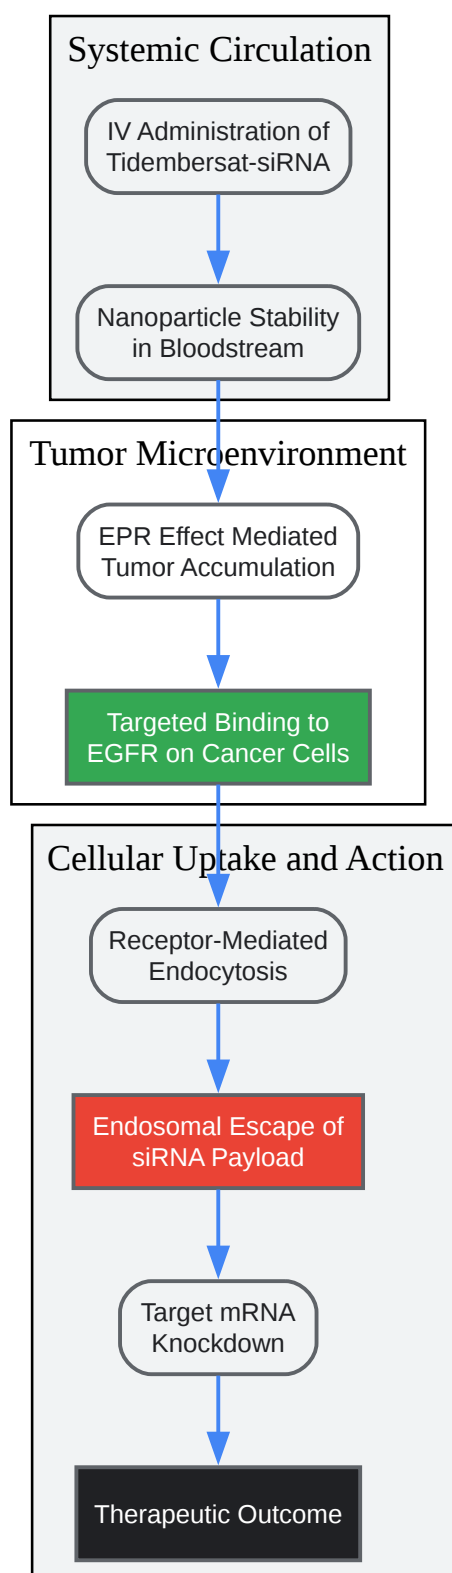 Systemic Circulation
IV Administration of
Tidembersat-siRNA
Nanoparticle Stability
in Bloodstream
Tumor Microenvironment
EPR Effect Mediated
Tumor Accumulation
Targeted Binding to
EGFR on Cancer Cells
Cellular Uptake and Action
Receptor-Mediated
Endocytosis
Endosomal Escape of
siRNA Payload
Target mRNA
Knockdown
Therapeutic Outcome